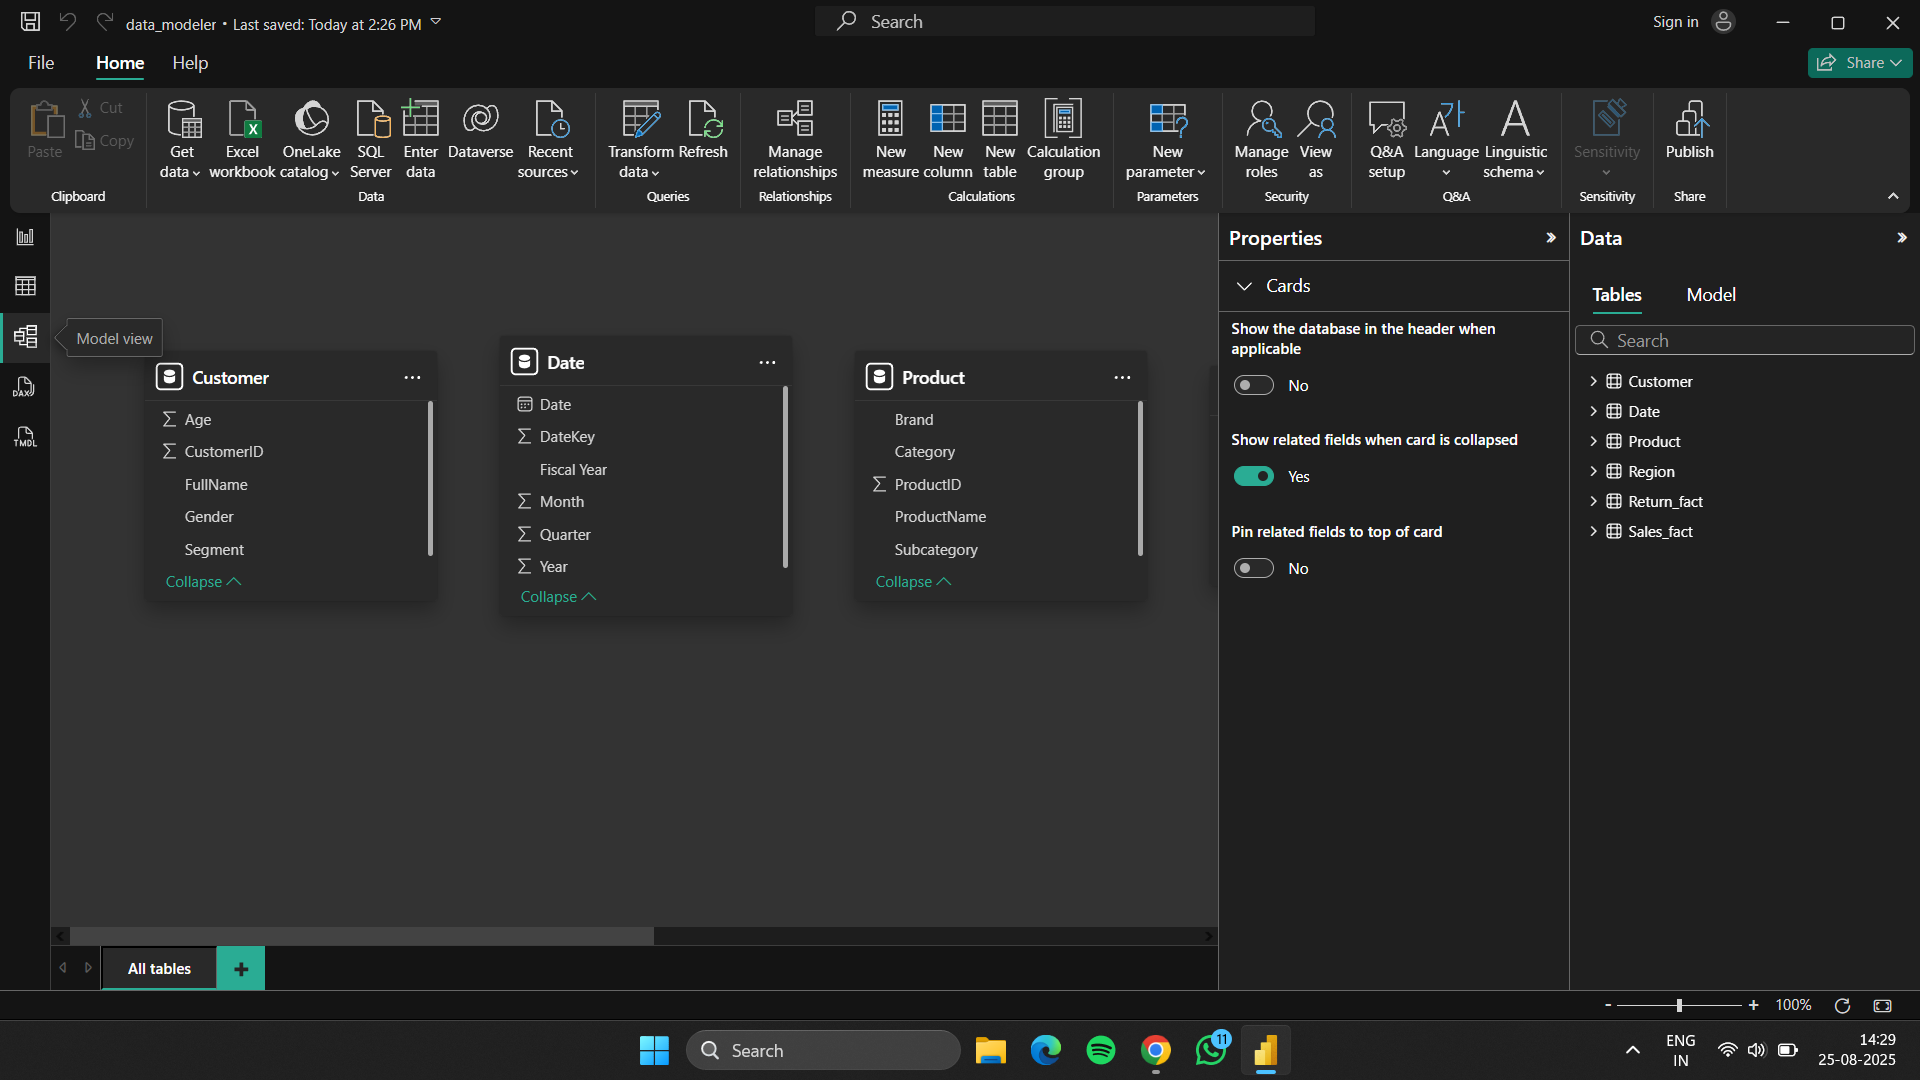 data_modeler • Last saved: Today at 2:26 PM
Search
Sign in
File
Home
Help
Share
Paste
Cut
Copy
Clipboard
Get data
Excel workbook
OneLake catalog
SQL Server
Enter data
Dataverse
Recent sources
Data
Transform data
Refresh
Queries
Manage relationships
Relationships
New measure
New column
New table
Calculation group
Calculations
New parameter
Parameters
Manage roles
View as
Security
Q&A setup
Language
Linguistic schema
Q&A
Sensitivity
Sensitivity
Publish
Share
DAX
TMDL
Model view
Customer
Age
CustomerID
FullName
Gender
Segment
Collapse
Date
Date
DateKey
Fiscal Year
Month
Quarter
Year
Collapse
Product
Brand
Category
ProductID
ProductName
Subcategory
Collapse
Properties
Cards
Show the database in the header when
applicable
No
Show related fields when card is collapsed
Yes
Pin related fields to top of card
No
Data
Tables
Model
Search
Customer
Date
Product
Region
Return_fact
Sales_fact
All tables
- + 100%
Search
11
ENG
IN
14:29
25-08-2025